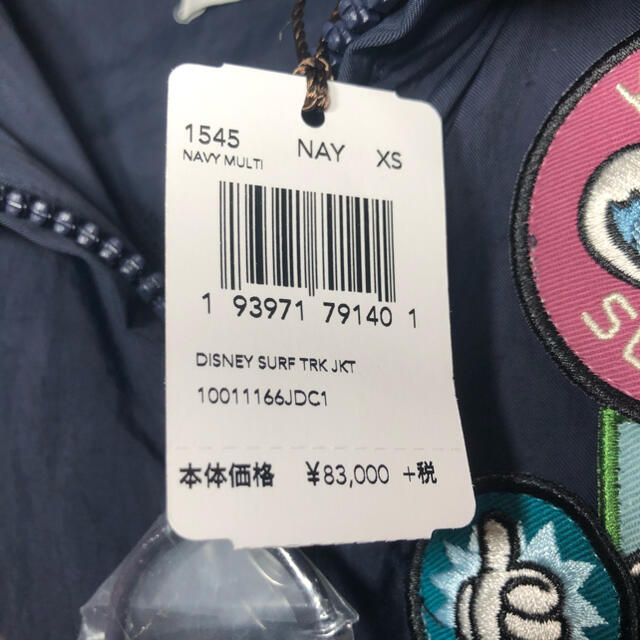 1545 NAY XS
NAVY MULTI
1 93971 79140 1
DISNEY SURF TRK JKT
10011166JDC1
本体価格 ¥83,000 +税